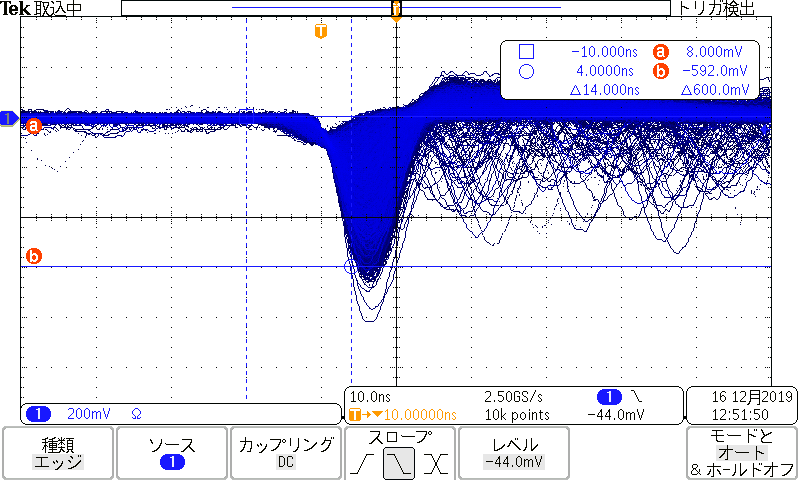 Tek 取込中 トリガ検出
T
T
-10.000ns a 8.000mV
4.0000ns b -592.0mV
Δ14.000ns Δ600.0mV
1
a
b
1 200mV Ω
10.0ns 2.50GS/s 1
T→▼10.00000ns 10k points -44.0mV
16 12月2019
12:51:50
種類
エッジ
ソース
1
カップリング
DC
スロープ
レベル
-44.0mV
モードと
オート
& ホールドオフ